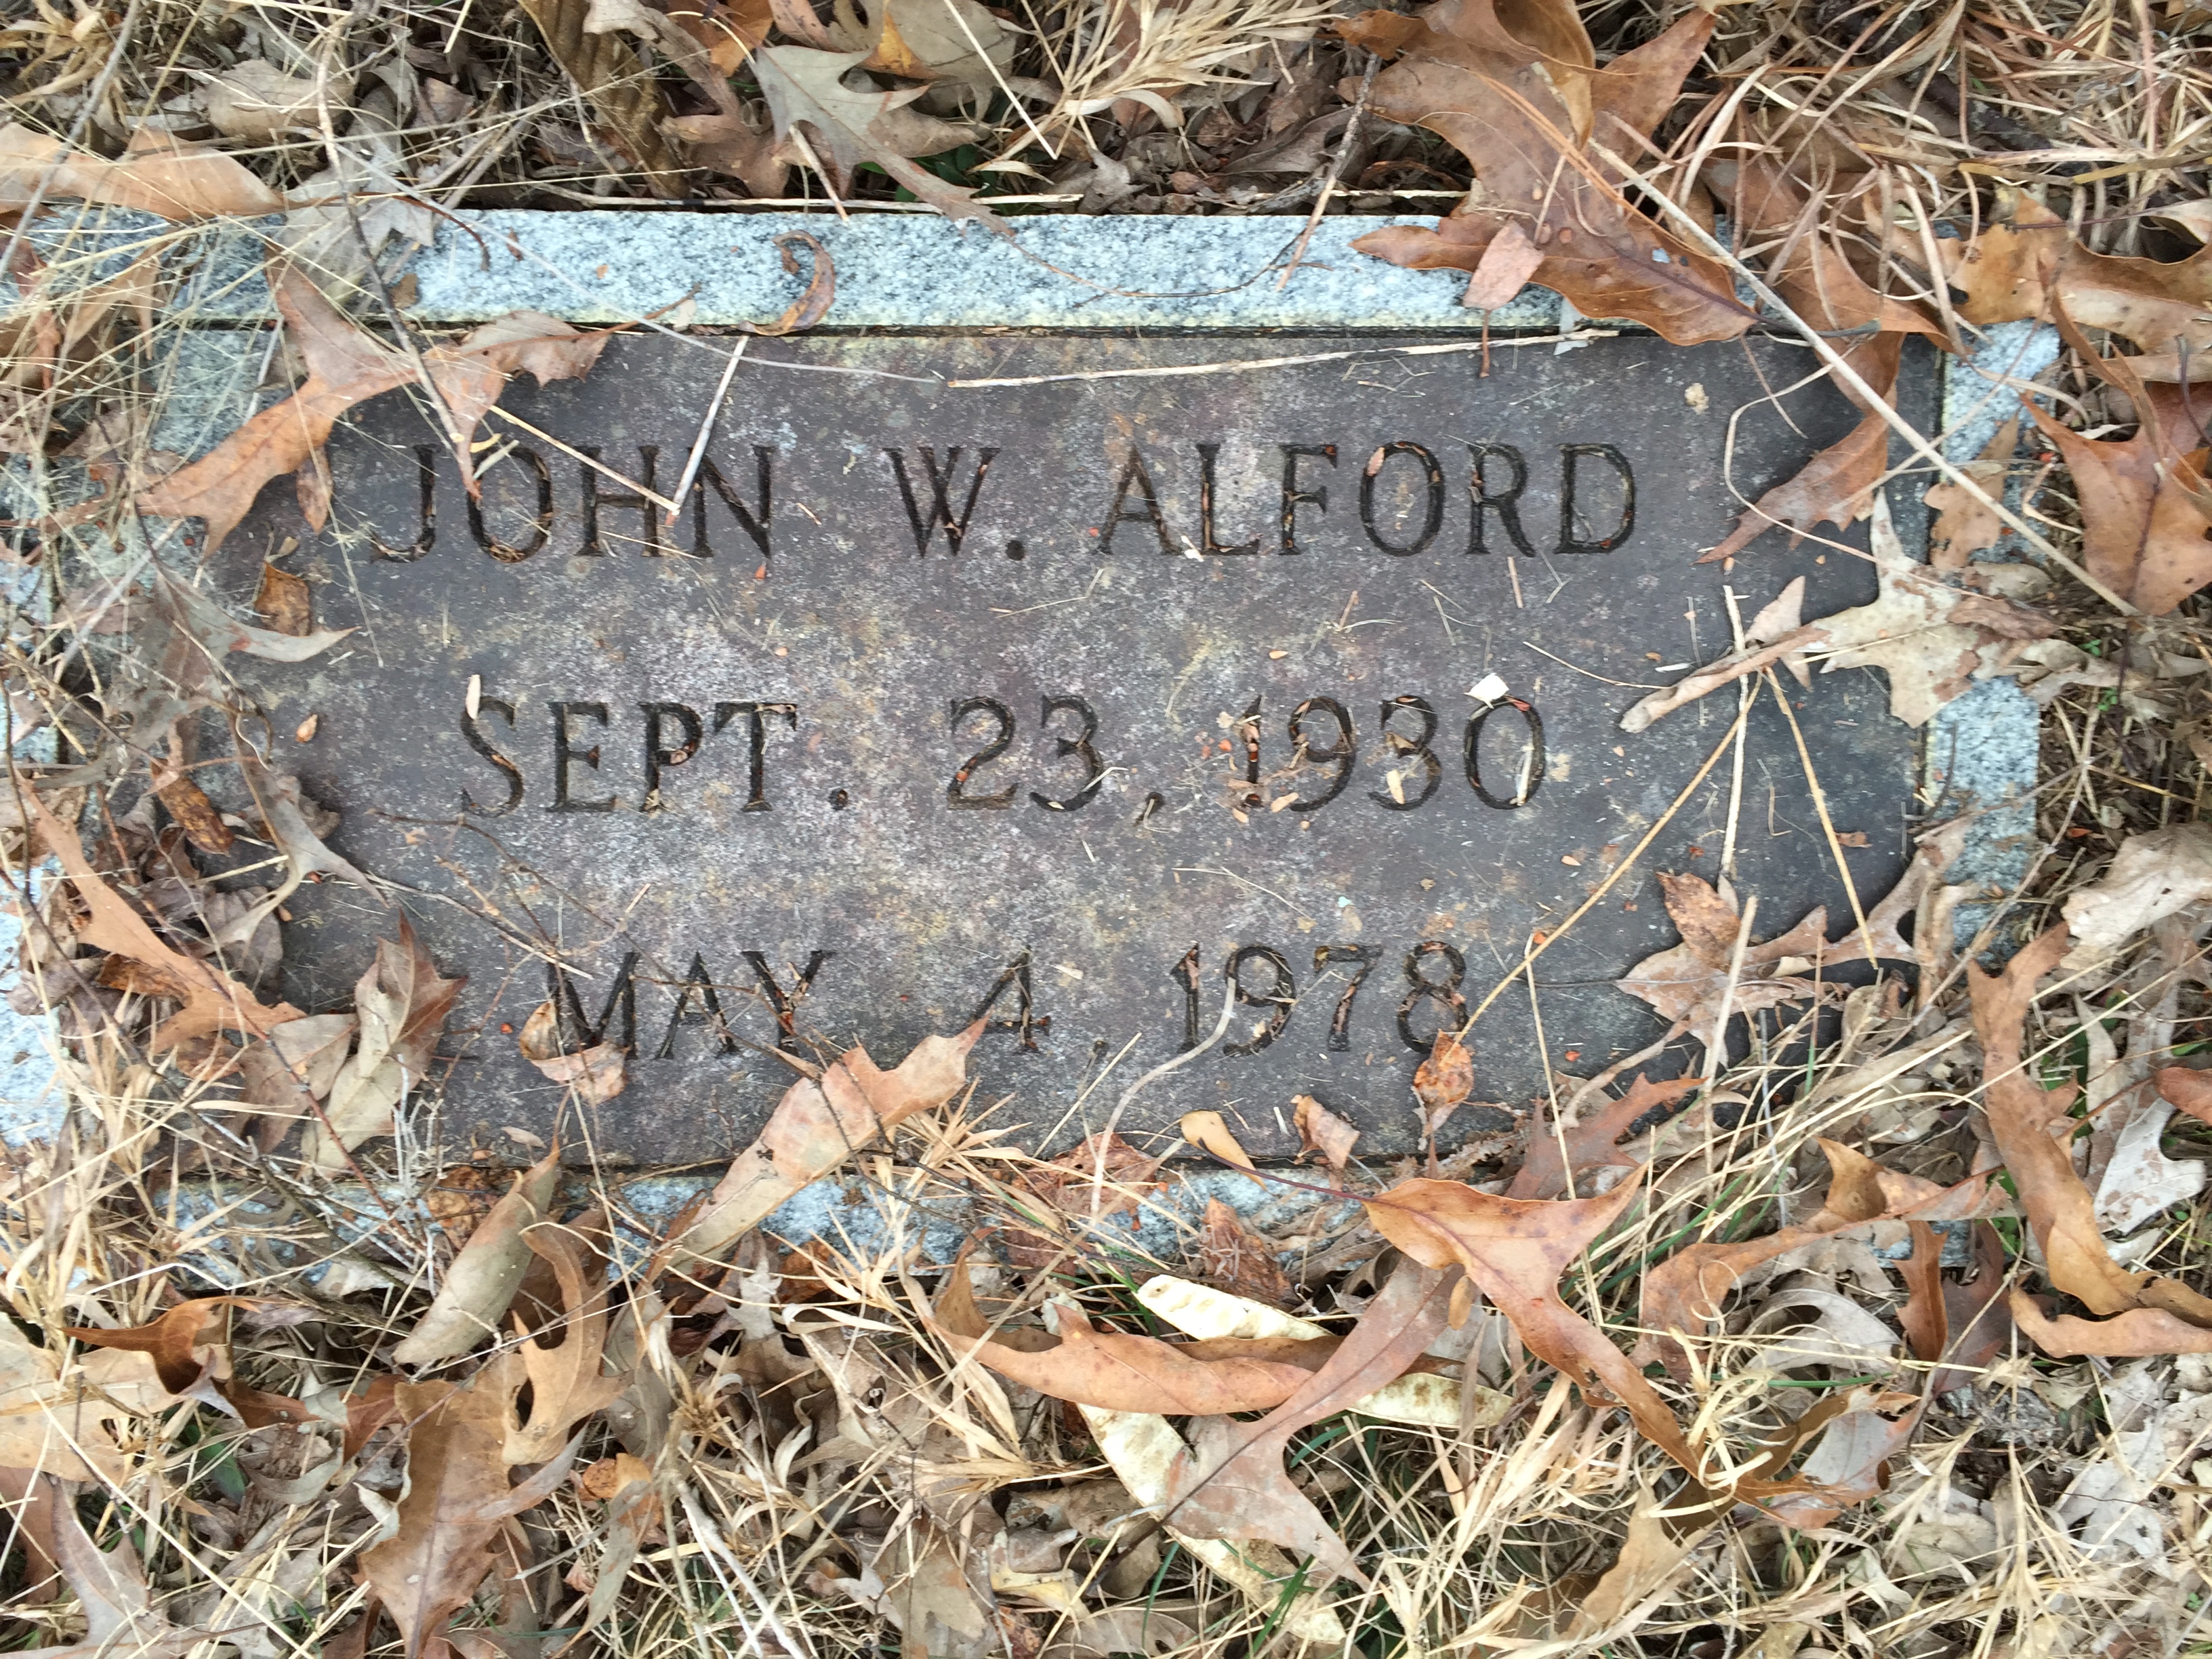 JOHN W. ALFORD
SEPT. 23, 1930
MAY 4, 1978